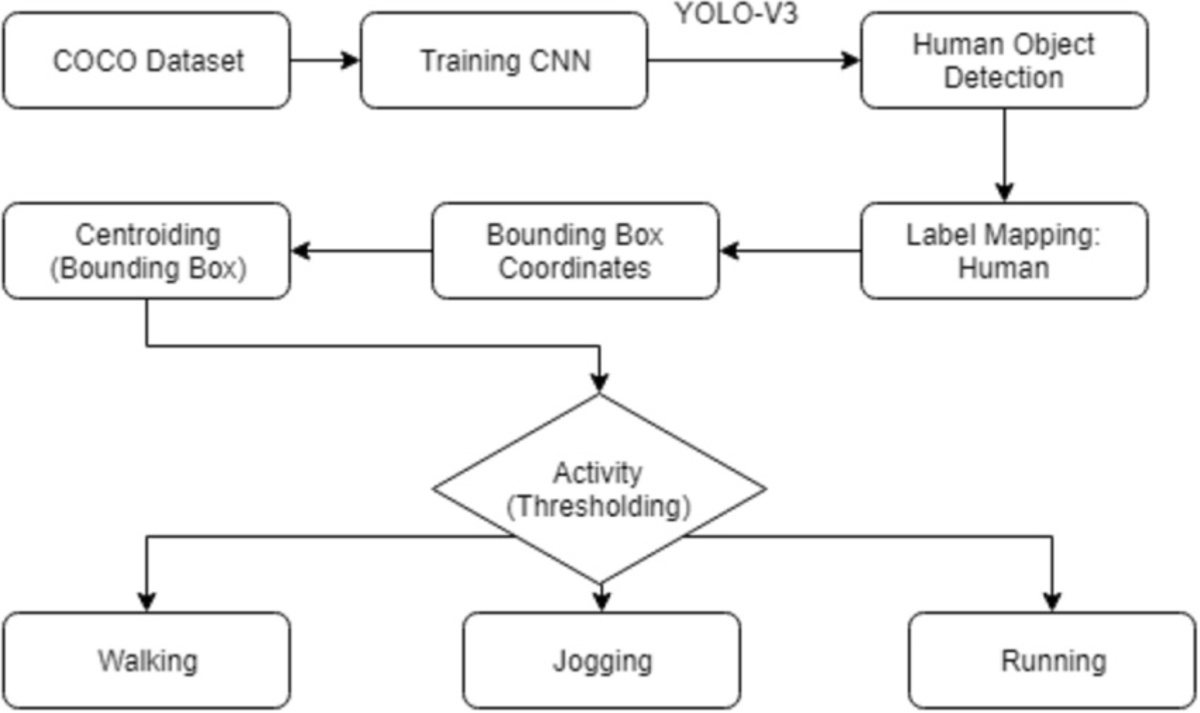 COCO Dataset
Training CNN
YOLO-V3
Human Object
Detection
Label Mapping:
Human
Bounding Box
Coordinates
Centroiding
(Bounding Box)
Activity
(Thresholding)
Walking
Jogging
Running